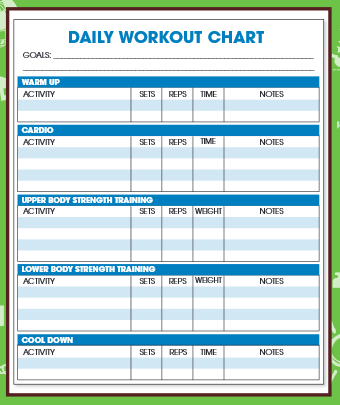 DAILY WORKOUT CHART
GOALS:
WARM UP
ACTIVITY SETS REPS TIME NOTES
CARDIO
ACTIVITY SETS REPS TIME NOTES
UPPER BODY STRENGTH TRAINING
ACTIVITY SETS REPS WEIGHT NOTES
LOWER BODY STRENGTH TRAINING
ACTIVITY SETS REPS WEIGHT NOTES
COOL DOWN
ACTIVITY SETS REPS TIME NOTES